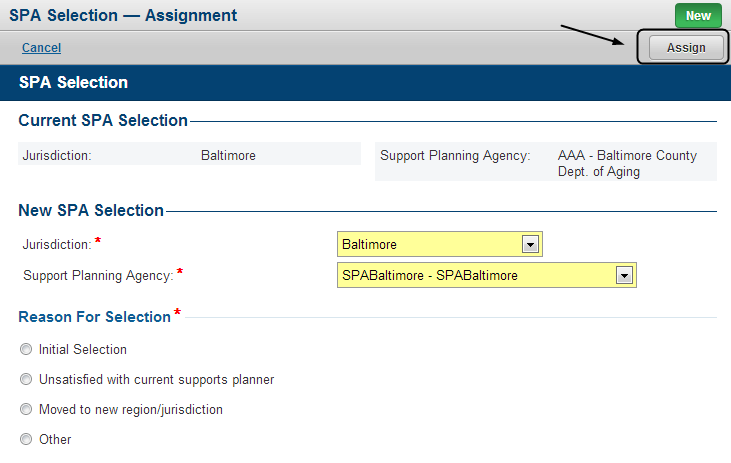 SPA Selection — Assignment
New
Cancel
Assign
SPA Selection
Current SPA Selection
Jurisdiction: Baltimore
Support Planning Agency: AAA - Baltimore County
Dept. of Aging
New SPA Selection
Jurisdiction: * Baltimore
Support Planning Agency: * SPABaltimore - SPABaltimore
Reason For Selection *
Initial Selection
Unsatisfied with current supports planner
Moved to new region/jurisdiction
Other